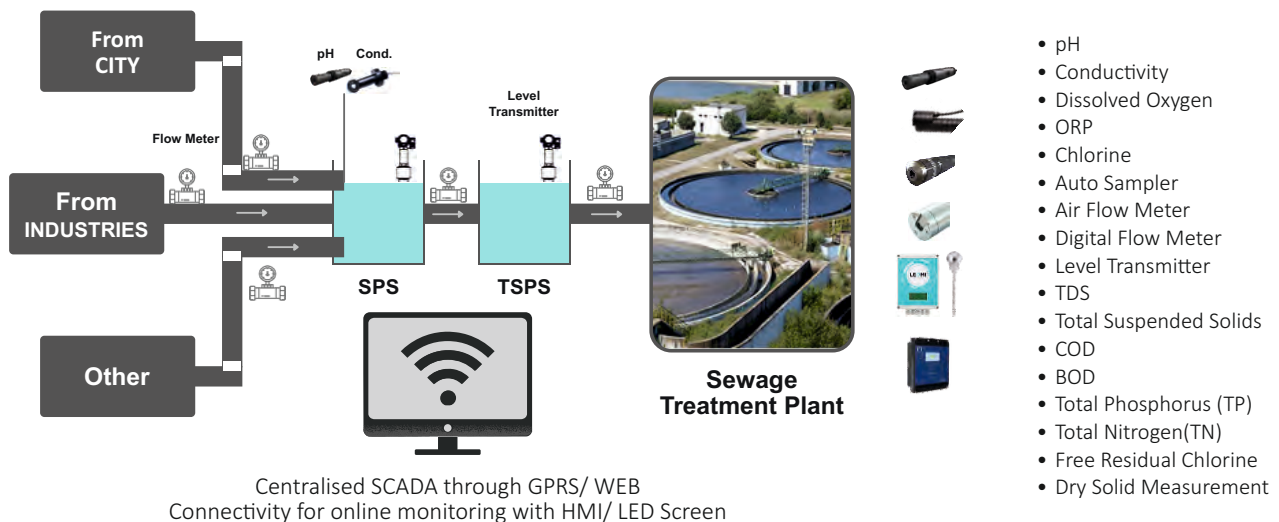 From
CITY
pH
Cond.
Level
Transmitter
Flow Meter
From
INDUSTRIES
SPS
TSPS
Other
Sewage
Treatment Plant
Centralised SCADA through GPRS/ WEB
Connectivity for online monitoring with HMI/ LED Screen
• pH
• Conductivity
• Dissolved Oxygen
• ORP
• Chlorine
• Auto Sampler
• Air Flow Meter
• Digital Flow Meter
• Level Transmitter
• TDS
• Total Suspended Solids
• COD
• BOD
• Total Phosphorus (TP)
• Total Nitrogen(TN)
• Free Residual Chlorine
• Dry Solid Measurement